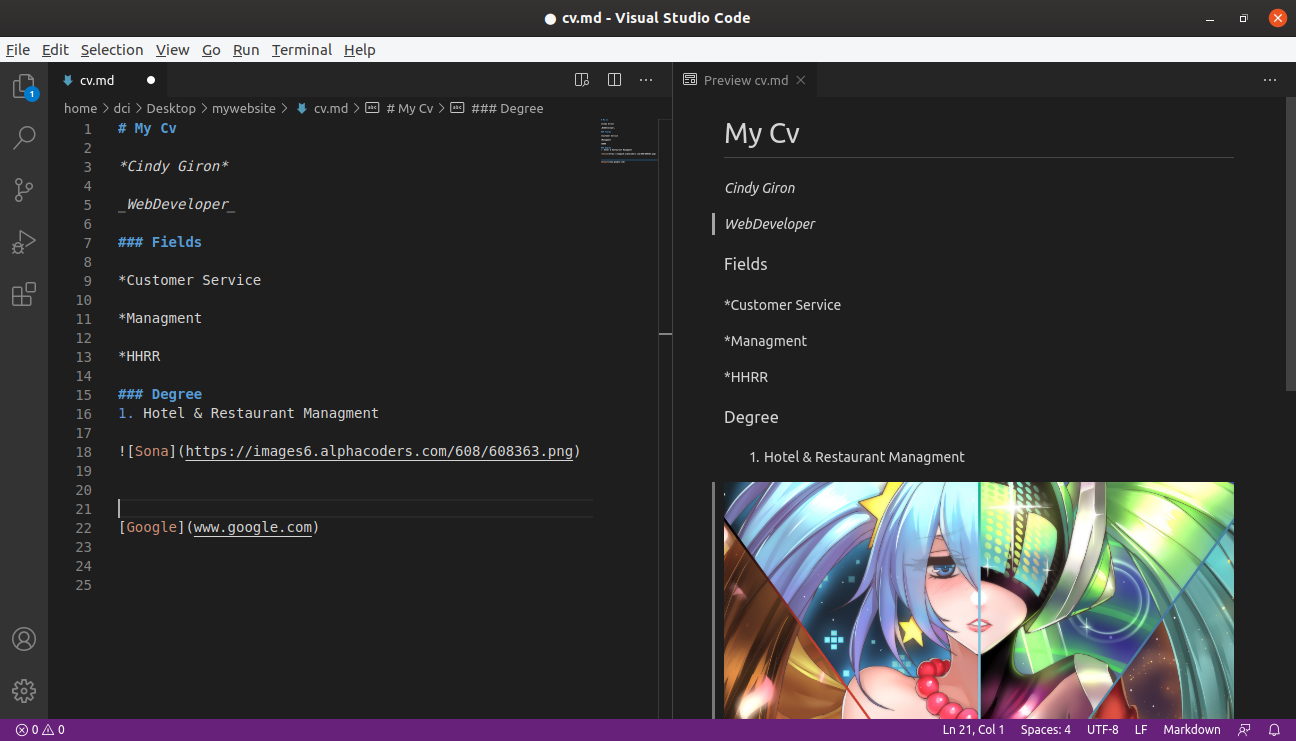 ● cv.md - Visual Studio Code
File Edit Selection View Go Run Terminal Help
1
cv.md
Preview cv.md
home > dci > Desktop > mywebsite > cv.md > # My Cv > ### Degree
1 # My Cv
2
3 *Cindy Giron*
4
5 _WebDeveloper_
6
7 ### Fields
8
9 *Customer Service
10
11 *Managment
12
13 *HHRR
14
15 ### Degree
16 1. Hotel & Restaurant Managment
17
18 ![Sona](https://images6.alphacoders.com/608/608363.png)
19
20
21
22 [Google](www.google.com)
23
24
25
My Cv
Cindy Giron
WebDeveloper
Fields
*Customer Service
*Managment
*HHRR
Degree
1. Hotel & Restaurant Managment
0 0
Ln 21, Col 1 Spaces: 4 UTF-8 LF Markdown